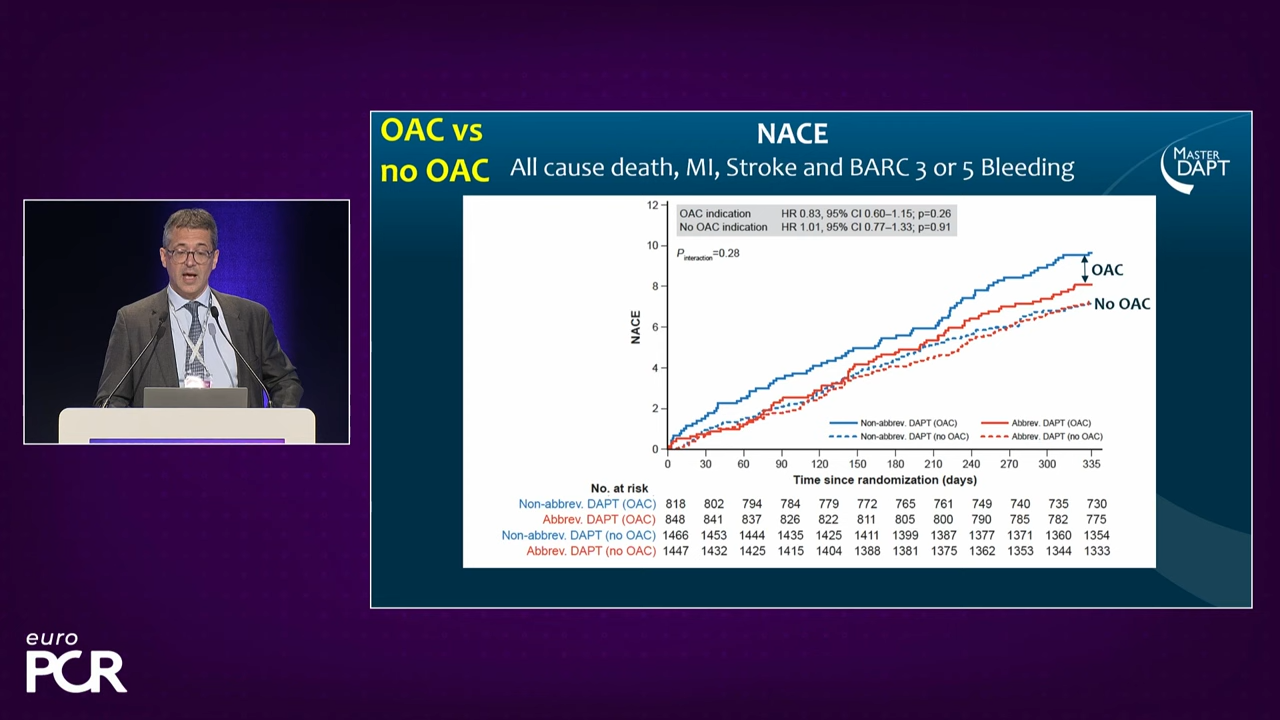 OAC vs
no OAC
NACE
All cause death, MI, Stroke and BARC 3 or 5 Bleeding
MASTER
DAPT
OAC indication HR 0.83, 95% CI 0.60–1.15; p=0.26
No OAC indication HR 1.01, 95% CI 0.77–1.33; p=0.91
Pinteraction=0.28
12
10
8
6
4
2
0
NACE
OAC
No OAC
Non-abbrev. DAPT (OAC) Abbrev. DAPT (OAC)
Non-abbrev. DAPT (no OAC) Abbrev. DAPT (no OAC)
0 30 60 90 120 150 180 210 240 270 300 335
Time since randomization (days)
No. at risk
Non-abbrev. DAPT (OAC) 818 802 794 784 779 772 765 761 749 740 735 730
Abbrev. DAPT (OAC) 848 841 837 826 822 811 805 800 790 785 782 775
Non-abbrev. DAPT (no OAC) 1466 1453 1444 1435 1425 1411 1399 1387 1377 1371 1360 1354
Abbrev. DAPT (no OAC) 1447 1432 1425 1415 1404 1388 1381 1375 1362 1353 1344 1333
euro
PCR